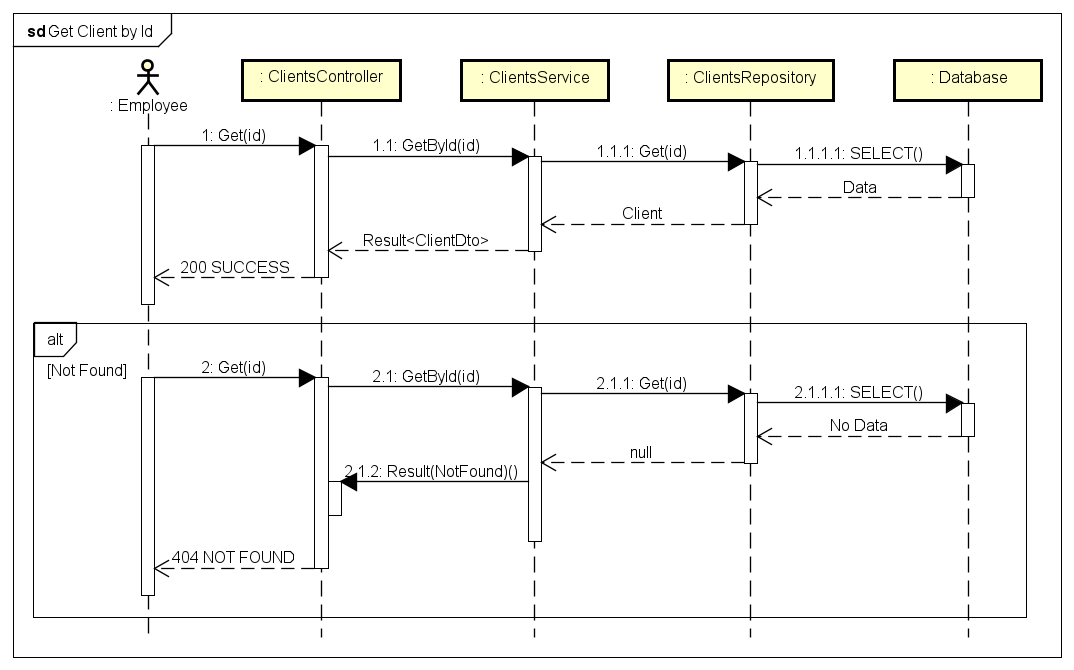 sd Get Client by Id
: Employee
: ClientsController
: ClientsService
: ClientsRepository
: Database
1: Get(id)
1.1: GetById(id)
1.1.1: Get(id)
1.1.1.1: SELECT()
Data
Client
Result<ClientDto>
200 SUCCESS
alt
[Not Found]
2: Get(id)
2.1: GetById(id)
2.1.1: Get(id)
2.1.1.1: SELECT()
No Data
null
2.1.2: Result(NotFound)()
404 NOT FOUND